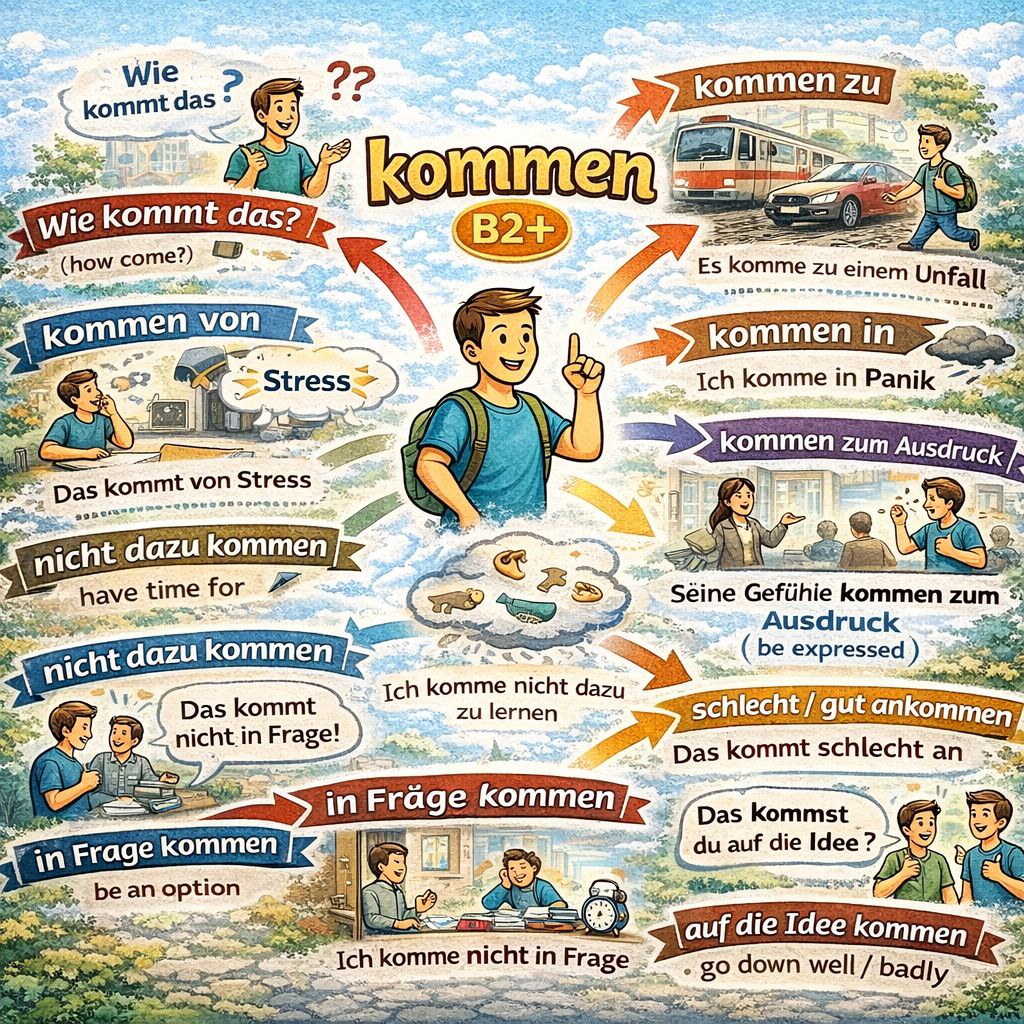 Wie
kommt das?
??
kommen
B2+
Wie kommt das?
(how come?)
kommen von
Stress
Das kommt von Stress
nicht dazu kommen
have time for
nicht dazu kommen
Das kommt
nicht in Frage!
in Frage kommen
be an option
Ich komme nicht dazu
zu lernen
in Fräge kommen
Ich komme nicht in Frage
kommen zu
Es komme zu einem Unfall
kommen in
Ich komme in Panik
kommen zum Ausdruck
Sëine Gefühle kommen zum
Ausdruck
(be expressed)
schlecht / gut ankommen
Das kommt schlecht an
Das kommst
du auf die Idee?
auf die Idee kommen
go down well / badly